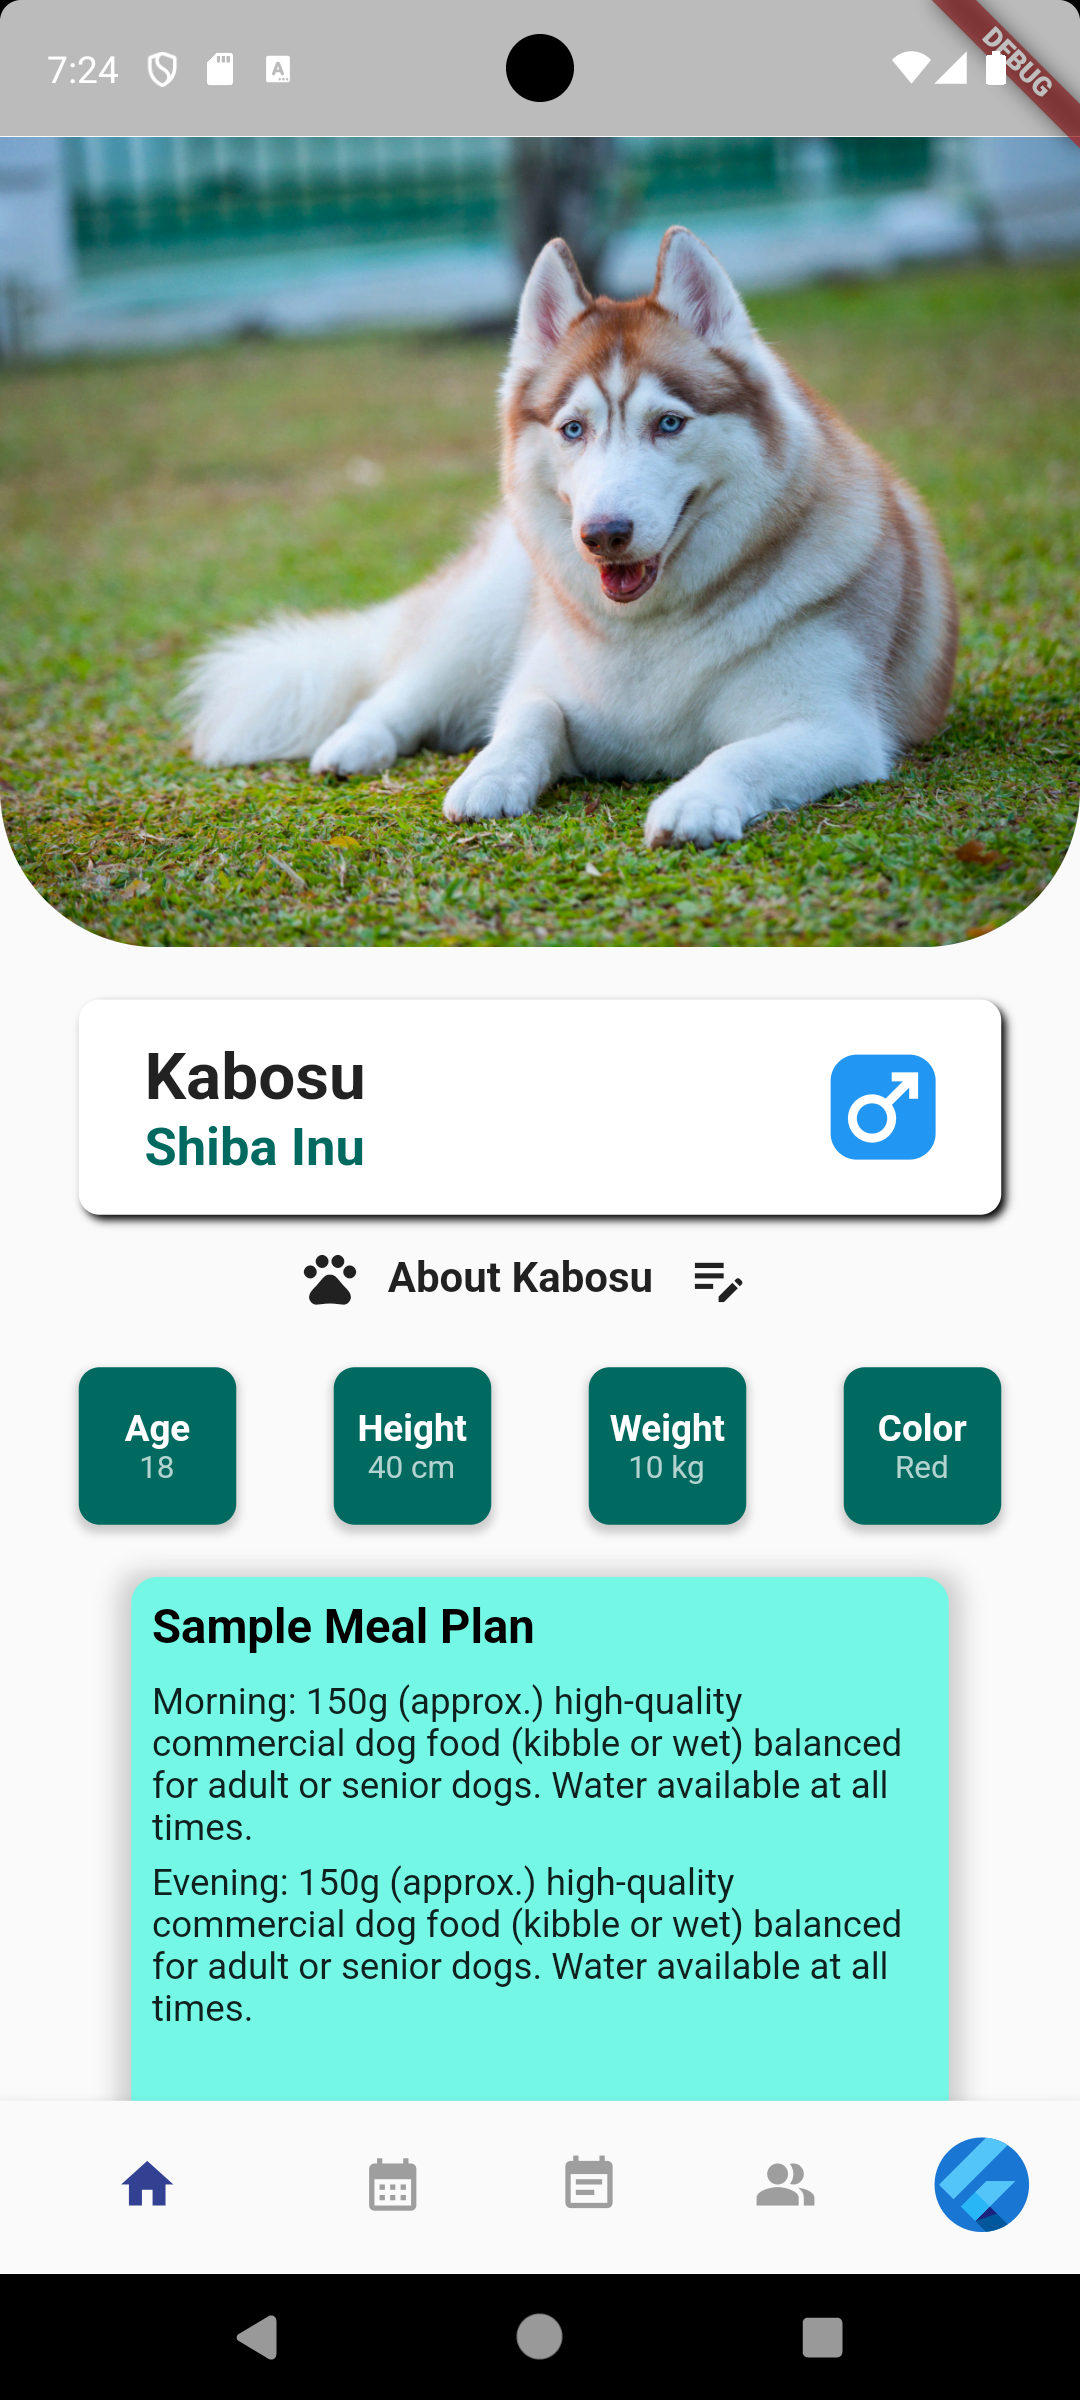 7:24
DEBUG
Kabosu
Shiba Inu
About Kabosu
Age
18
Height
40 cm
Weight
10 kg
Color
Red
Sample Meal Plan
Morning: 150g (approx.) high-quality
commercial dog food (kibble or wet) balanced
for adult or senior dogs. Water available at all
times.
Evening: 150g (approx.) high-quality
commercial dog food (kibble or wet) balanced
for adult or senior dogs. Water available at all
times.